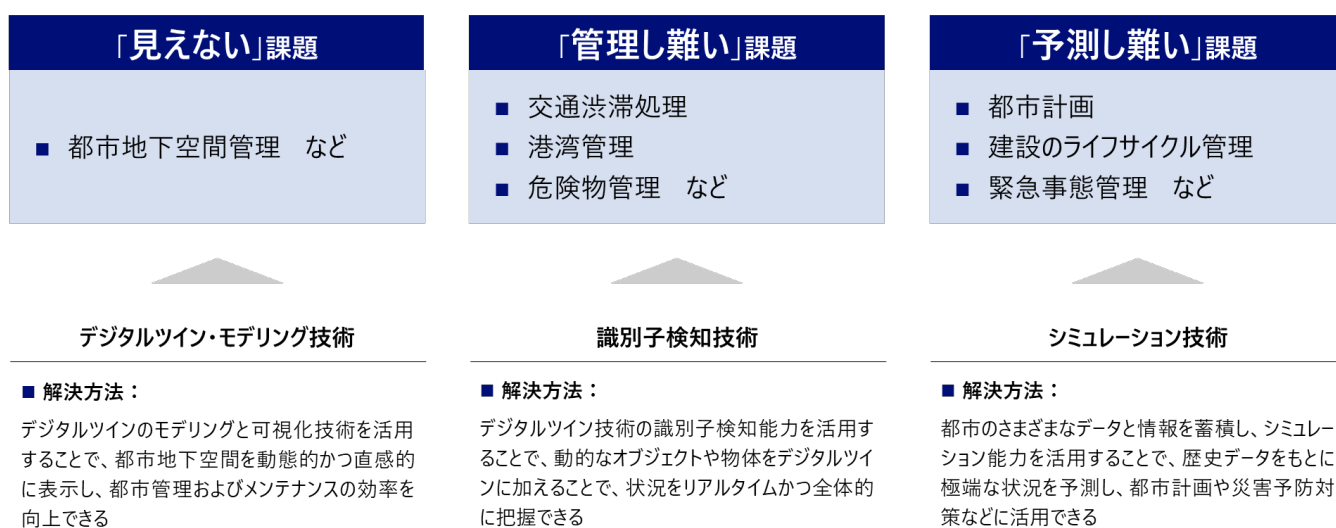 「見えない」課題
■ 都市地下空間管理　など
デジタルツイン・モデリング技術
■ 解決方法：
デジタルツインのモデリングと可視化技術を活用
することで、都市地下空間を動態的かつ直感的
に表示し、都市管理およびメンテナンスの効率を
向上できる
「管理し難い」課題
■ 交通渋滞処理
■ 港湾管理
■ 危険物管理　など
識別子検知技術
■ 解決方法：
デジタルツイン技術の識別子検知能力を活用す
ることで、動的なオブジェクトや物体をデジタルツイ
ンに加えることで、状況をリアルタイムかつ全体的
に把握できる
「予測し難い」課題
■ 都市計画
■ 建設のライフサイクル管理
■ 緊急事態管理　など
シミュレーション技術
■ 解決方法：
都市のさまざまなデータと情報を蓄積し、シミュレー
ション能力を活用することで、歴史データをもとに
極端な状況を予測し、都市計画や災害予防対
策などに活用できる